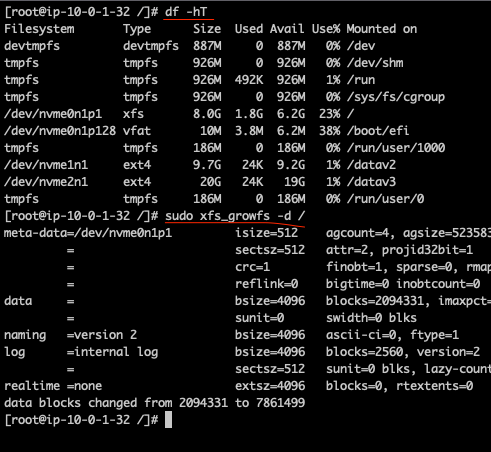 [root@ip-10-0-1-32 /]# df -hT
Filesystem Type Size Used Avail Use% Mounted on
devtmpfs devtmpfs 887M 0 887M 0% /dev
tmpfs tmpfs 926M 0 926M 0% /dev/shm
tmpfs tmpfs 926M 492K 926M 1% /run
tmpfs tmpfs 926M 0 926M 0% /sys/fs/cgroup
/dev/nvme0n1p1 xfs 8.0G 1.8G 6.2G 23% /
/dev/nvme0n1p128 vfat 10M 3.8M 6.2M 38% /boot/efi
tmpfs tmpfs 186M 0 186M 0% /run/user/1000
/dev/nvme1n1 ext4 9.7G 24K 9.2G 1% /datav2
/dev/nvme2n1 ext4 20G 24K 19G 1% /datav3
tmpfs tmpfs 186M 0 186M 0% /run/user/0
[root@ip-10-0-1-32 /]# sudo xfs_growfs -d /
meta-data=/dev/nvme0n1p1 isize=512 agcount=4, agsize=523583
= sectsz=512 attr=2, projid32bit=1
= crc=1 finobt=1, sparse=0, rmap
= reflink=0 bigtime=0 inobtcount=0
data = bsize=4096 blocks=2094331, imaxpct=
= sunit=0 swidth=0 blks
naming =version 2 bsize=4096 ascii-ci=0, ftype=1
log =internal log bsize=4096 blocks=2560, version=2
= sectsz=512 sunit=0 blks, lazy-count
realtime =none extsz=4096 blocks=0, rtextents=0
data blocks changed from 2094331 to 7861499
[root@ip-10-0-1-32 /]#